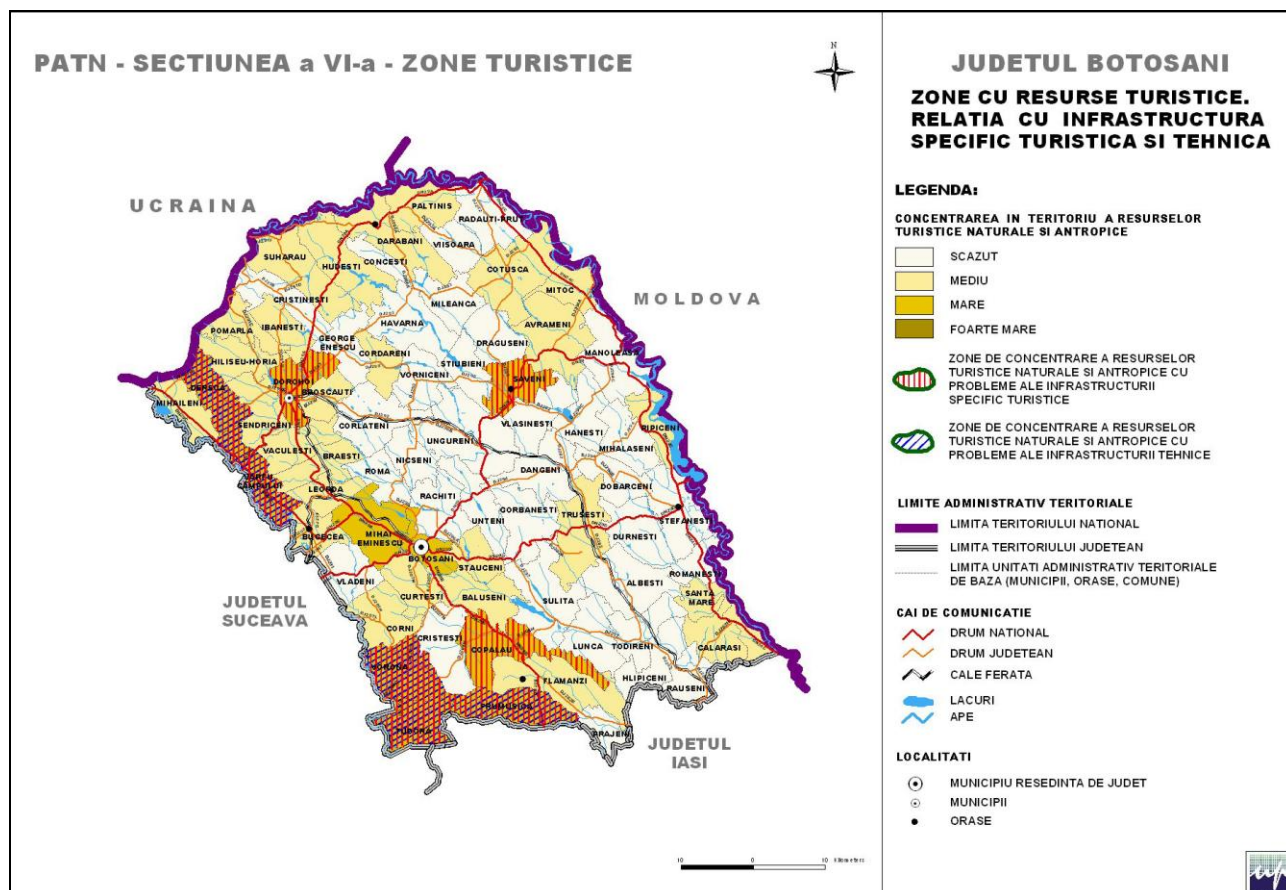 PATN - SECTIUNEA a VI-a - ZONE TURISTICE
N
UCRAINA
MOLDOVA
JUDETUL
SUCEAVA
JUDETUL
IASI
PALTINIS
RADAUTI-PRUT
DARABANI
VIISOARA
SUHARAU
HUDESTI
CONCESTI
COTUSCA
MITOC
CRISTINESTI
MILEANCA
POMARLA
IBANESTI
HAVARNA
AVRAMENI
GEORGE
ENESCU
CORDARENI
DRAGUSENI
HILISEU-HORIA
STIUBIENI
MANOLEASA
DERSCA
DOROHOI
BROSCAUTI
VORNICENI
SAVENI
MIHAILENI
SENDRICENI
CORLATENI
VLASINESTI
HANESTI
RIPICENI
UNGURENI
MIHALASENI
VACULESTI
BRAESTI
NICSENI
ROMA
DANGENI
DOBARCENI
CAMPULUI
LEORDA
RACHITI
CORBANESTI
TRUSESTI
STEFANESTI
UNTENI
BUCECEA
MIHAI
EMINESCU
BOTOSANI
DURNESTI
STAUCENI
VLADENI
ALBESTI
ROMANESTI
CURTESTI
BALUSENI
SULITA
SANTA
MARE
CORNI
CRISTESTI
COPALAU
LUNCA
TODIRENI
CALARASI
VORONA
FLAMANZI
HLIPICENI
RAUSENI
FRUMUSICA
TUDORA
PRAJENI
10 0 10 Kilometers
JUDETUL BOTOSANI
ZONE CU RESURSE TURISTICE.
RELATIA CU INFRASTRUCTURA
SPECIFIC TURISTICA SI TEHNICA
LEGENDA:
CONCENTRAREA IN TERITORIU A RESURSELOR
TURISTICE NATURALE SI ANTROPICE
SCAZUT
MEDIU
MARE
FOARTE MARE
ZONE DE CONCENTRARE A RESURSELOR
TURISTICE NATURALE SI ANTROPICE CU
PROBLEME ALE INFRASTRUCTURII
SPECIFIC TURISTICE
ZONE DE CONCENTRARE A RESURSELOR
TURISTICE NATURALE SI ANTROPICE CU
PROBLEME ALE INFRASTRUCTURII TEHNICE
LIMITE ADMINISTRATIV TERITORIALE
LIMITA TERITORIULUI NATIONAL
LIMITA TERITORIULUI JUDETEAN
LIMITA UNITATI ADMINISTRATIV TERITORIALE
DE BAZA (MUNICIPII, ORASE, COMUNE)
CAI DE COMUNICATIE
DRUM NATIONAL
DRUM JUDETEAN
CALE FERATA
LACURI
APE
LOCALITATI
MUNICIPIU RESEDINTA DE JUDET
MUNICIPII
ORASE